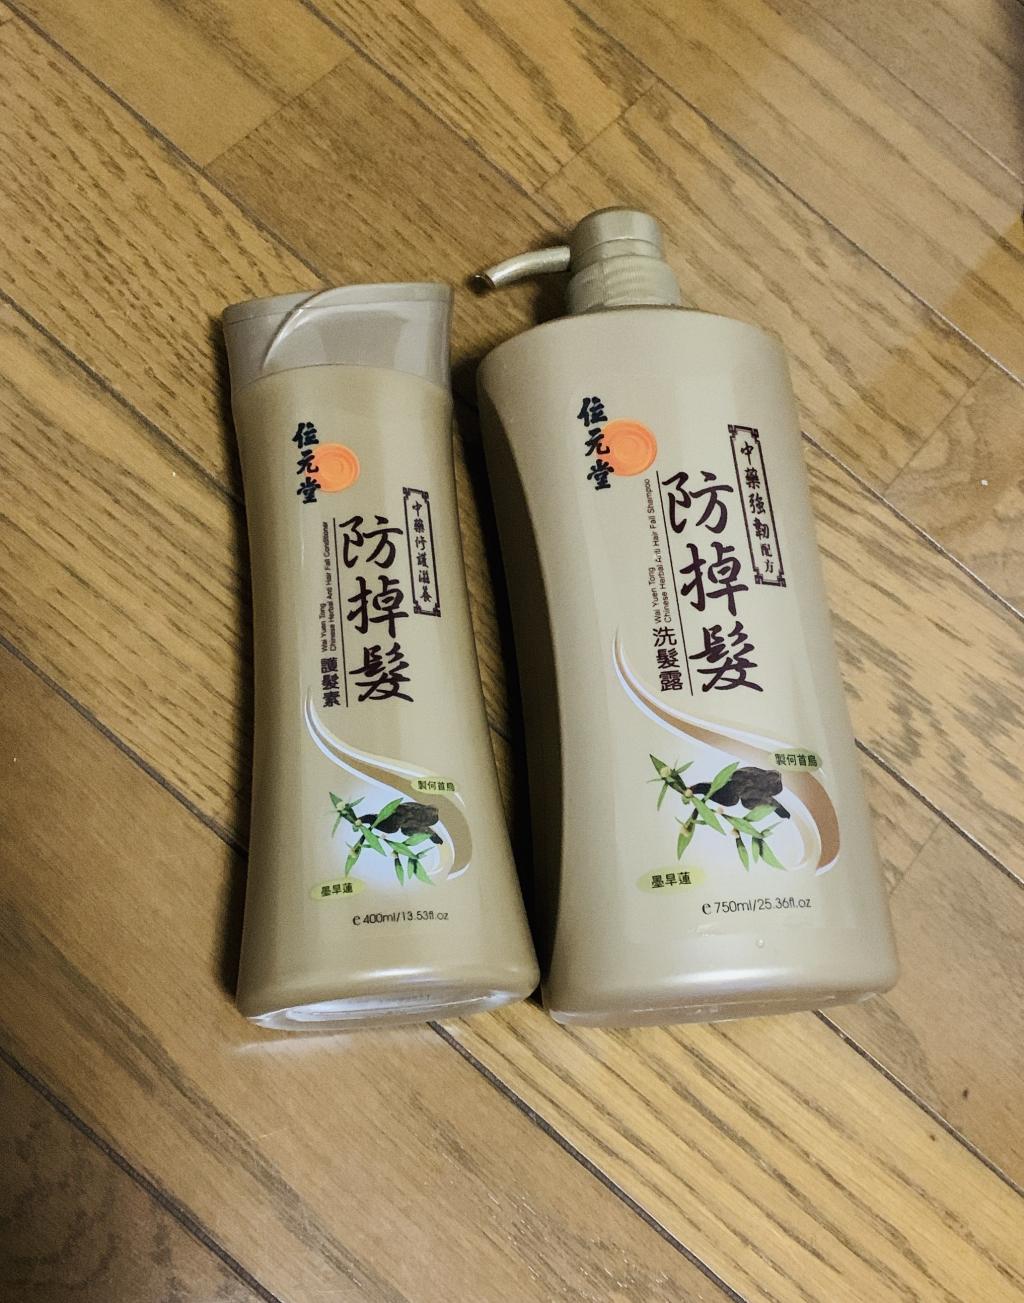 位元堂
中藥修護滋養
防掉髮
Wai Yuen Tong
Chinese Herbal Anti Hair Fall Conditioner
護髮素
製何首烏
墨旱蓮
e 400ml/13.53fl.oz
位元堂
中藥強韌配方
防掉髮
Wai Yuen Tong
Chinese Herbal Anti Hair Fall Shampoo
洗髮露
製何首烏
墨旱蓮
e 750ml/25.36fl.oz